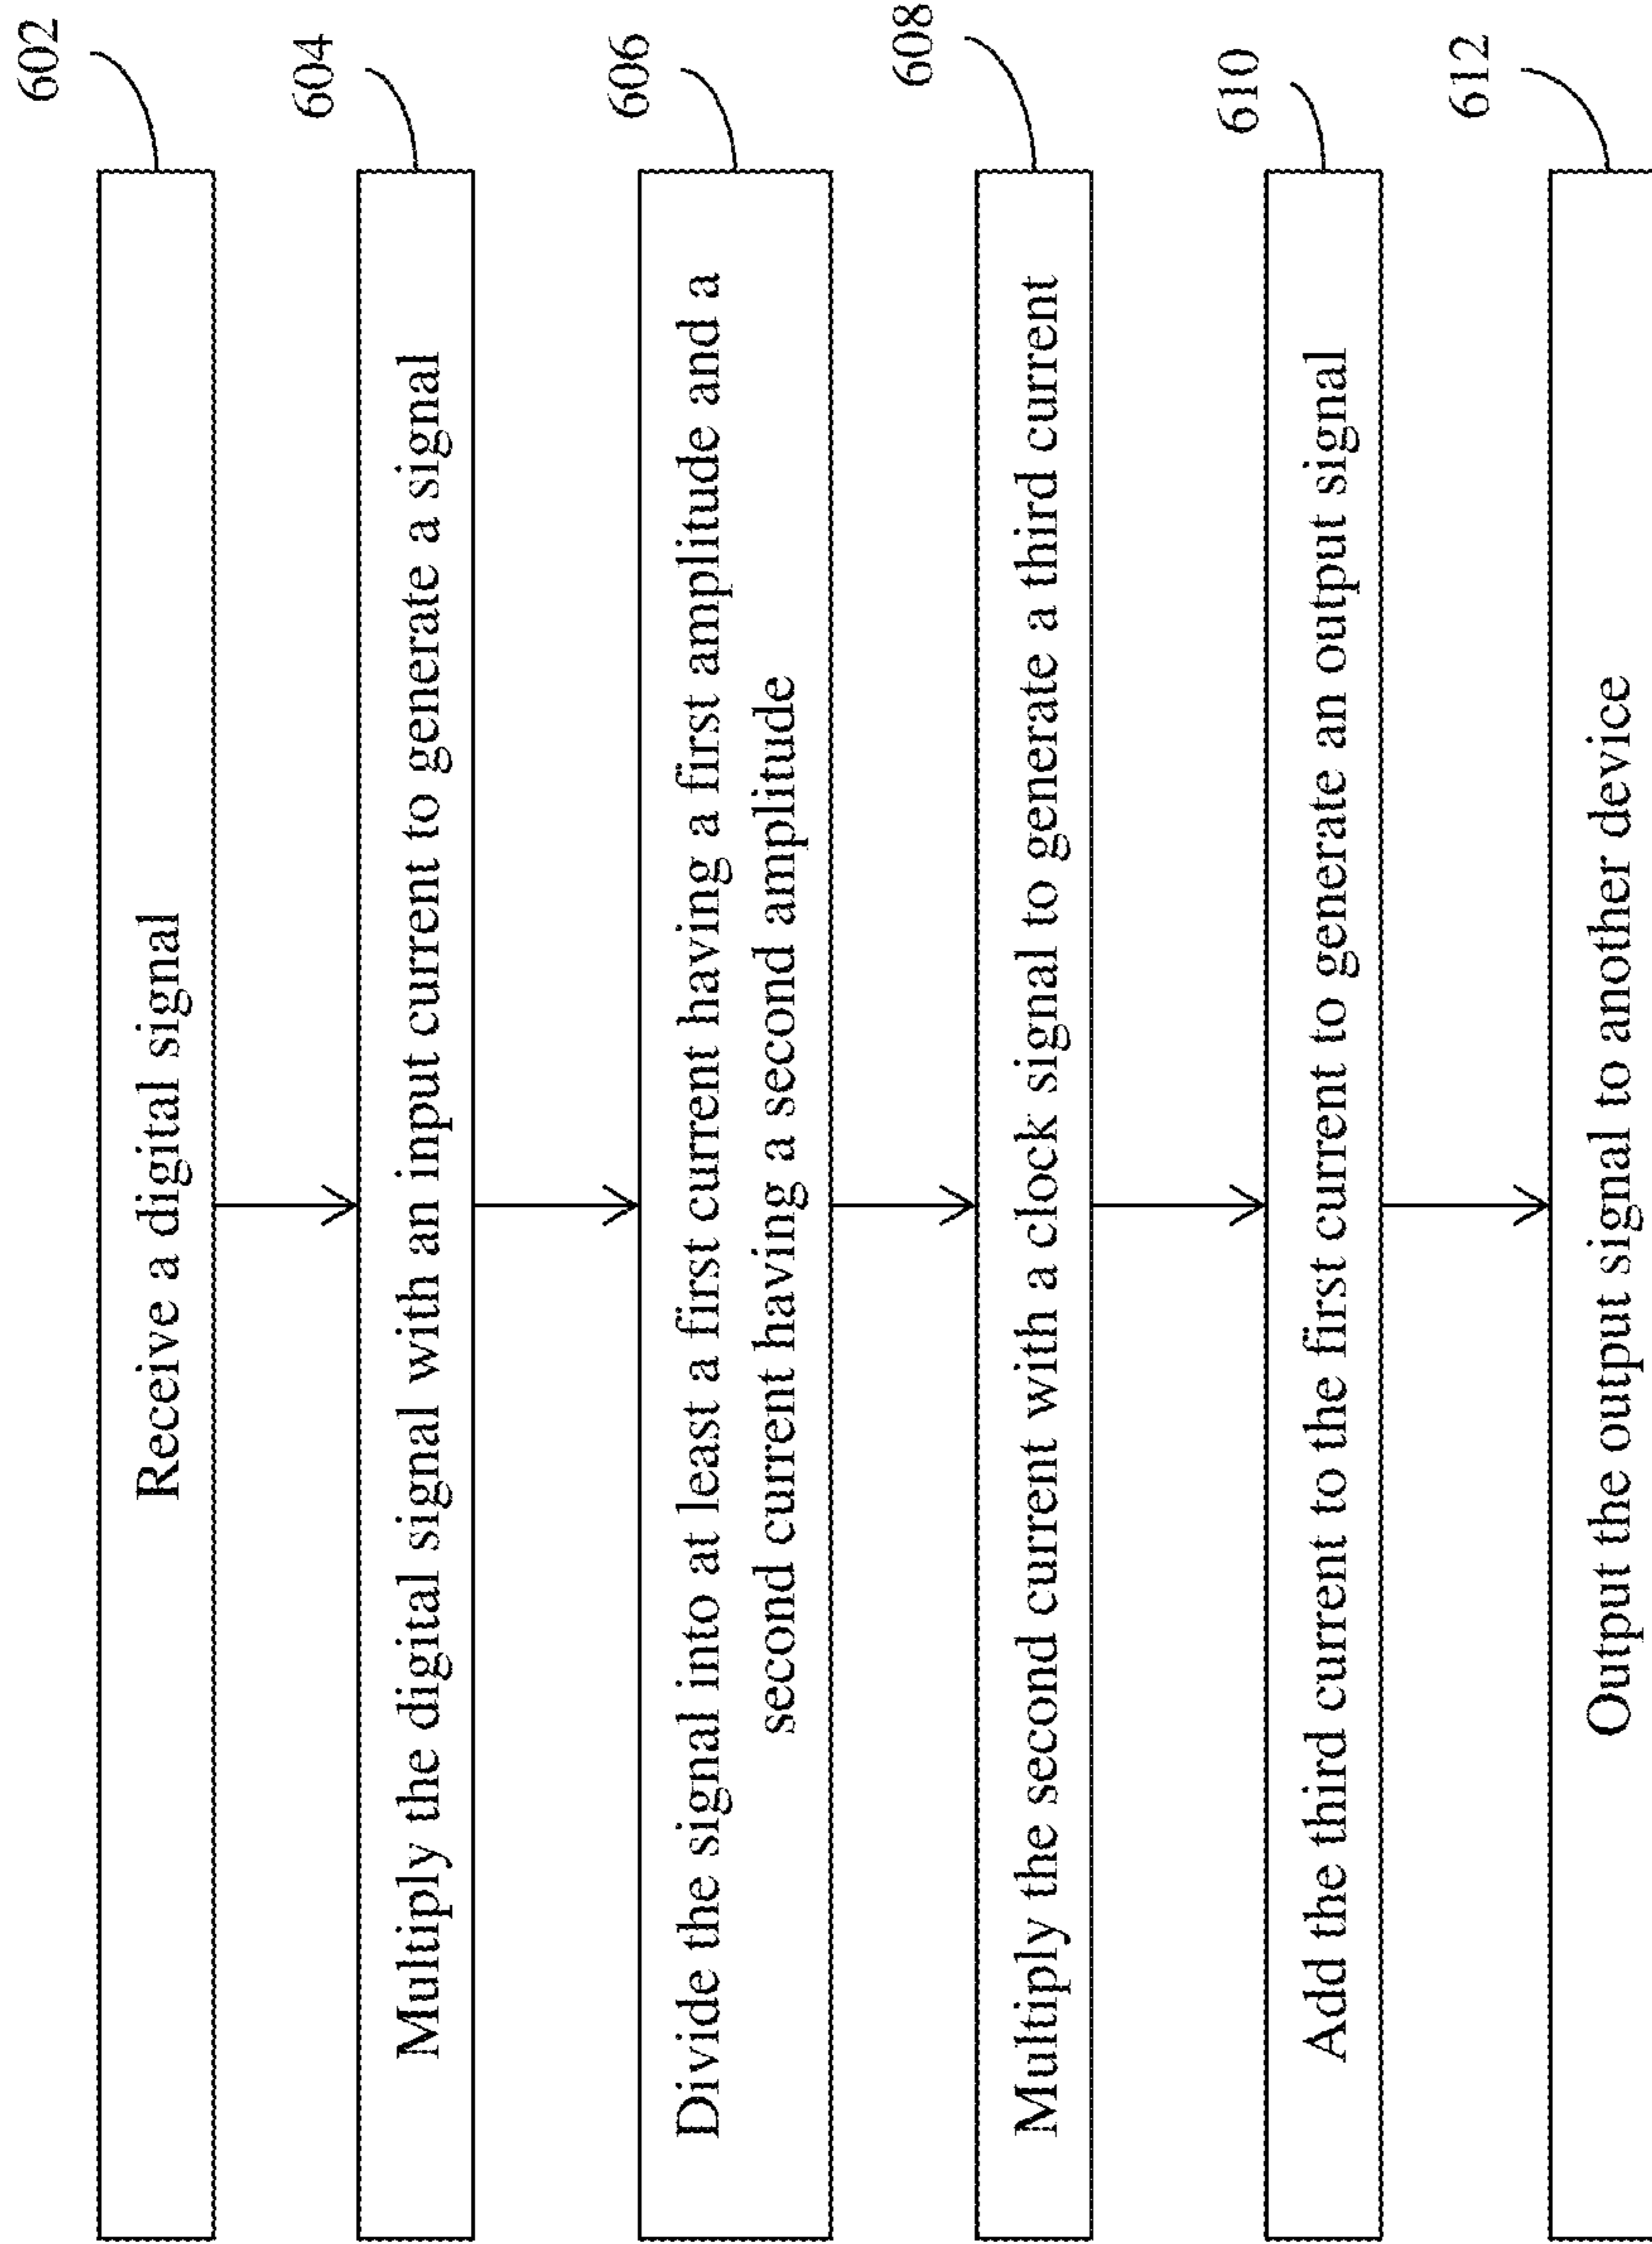 602
Receive a digital signal
604
Multiply the digital signal with an input current to generate a signal
606
Divide the signal into at least a first current having a first amplitude and a
second current having a second amplitude
608
Multiply the second current with a clock signal to generate a third current
610
Add the third current to the first current to generate an output signal
612
Output the output signal to another device